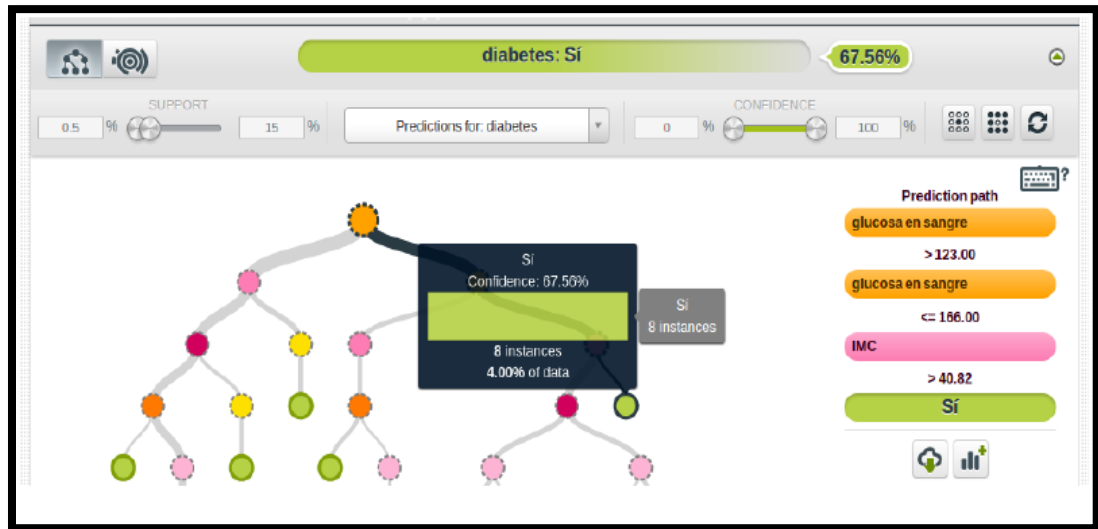 diabetes: Sí
67.56%
SUPPORT
0.5 %
15 %
Predictions for: diabetes
CONFIDENCE
0 %
100 %
?
Sí
Confidence: 67.56%
8 instances
4.00% of data
Sí
8 instances
Prediction path
glucosa en sangre
> 123.00
glucosa en sangre
<= 166.00
IMC
> 40.82
Sí